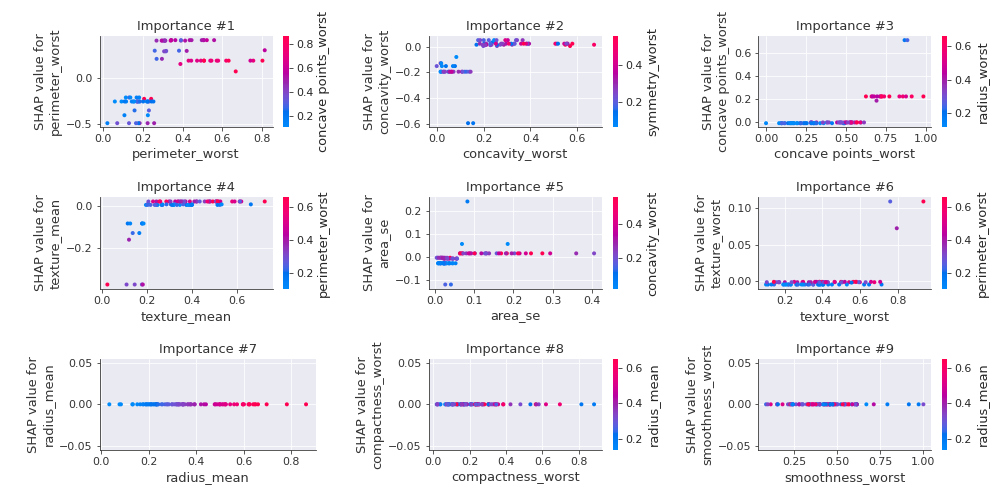 Importance #1
SHAP value for
perimeter_worst
0.0
−0.5
0.0
0.2
0.4
0.6
0.8
perimeter_worst
0.8
0.6
0.4
0.2
concave points_worst
Importance #2
SHAP value for
concavity_worst
0.0
−0.2
−0.4
−0.6
0.0
0.2
0.4
0.6
concavity_worst
0.4
0.2
symmetry_worst
Importance #3
SHAP value for
concave points_worst
0.6
0.4
0.2
0.0
0.00
0.25
0.50
0.75
1.00
concave points_worst
0.6
0.4
0.2
radius_worst
Importance #4
SHAP value for
texture_mean
0.0
−0.2
0.0
0.2
0.4
0.6
texture_mean
0.6
0.4
0.2
perimeter_worst
Importance #5
SHAP value for
area_se
0.2
0.1
0.0
−0.1
0.0
0.1
0.2
0.3
0.4
area_se
0.4
0.2
concavity_worst
Importance #6
SHAP value for
texture_worst
0.10
0.05
0.00
0.2
0.4
0.6
0.8
texture_worst
0.6
0.4
0.2
perimeter_worst
Importance #7
SHAP value for
radius_mean
0.05
0.00
−0.05
0.0
0.2
0.4
0.6
0.8
radius_mean
Importance #8
SHAP value for
compactness_worst
0.05
0.00
−0.05
0.0
0.2
0.4
0.6
0.8
compactness_worst
0.6
0.4
0.2
radius_mean
Importance #9
SHAP value for
smoothness_worst
0.05
0.00
−0.05
0.25
0.50
0.75
1.00
smoothness_worst
0.6
0.4
0.2
radius_mean